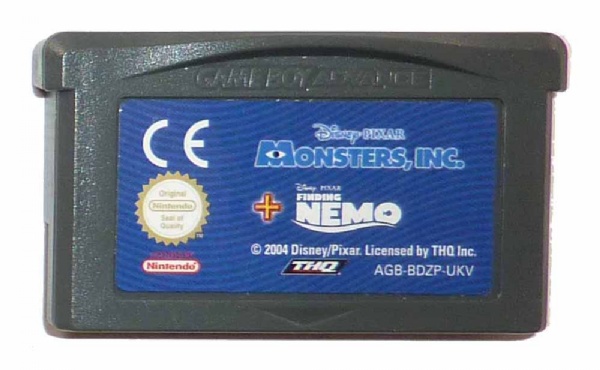 GAME BOY ADVANCE
CE
Disney·PIXAR
MONSTERS, INC.
Original
Nintendo
Seal of
Quality
TM
+
Disney PIXAR
FINDING
NEMO
© 2004 Disney/Pixar. Licensed by THQ Inc.
Nintendo
THQ
AGB-BDZP-UKV